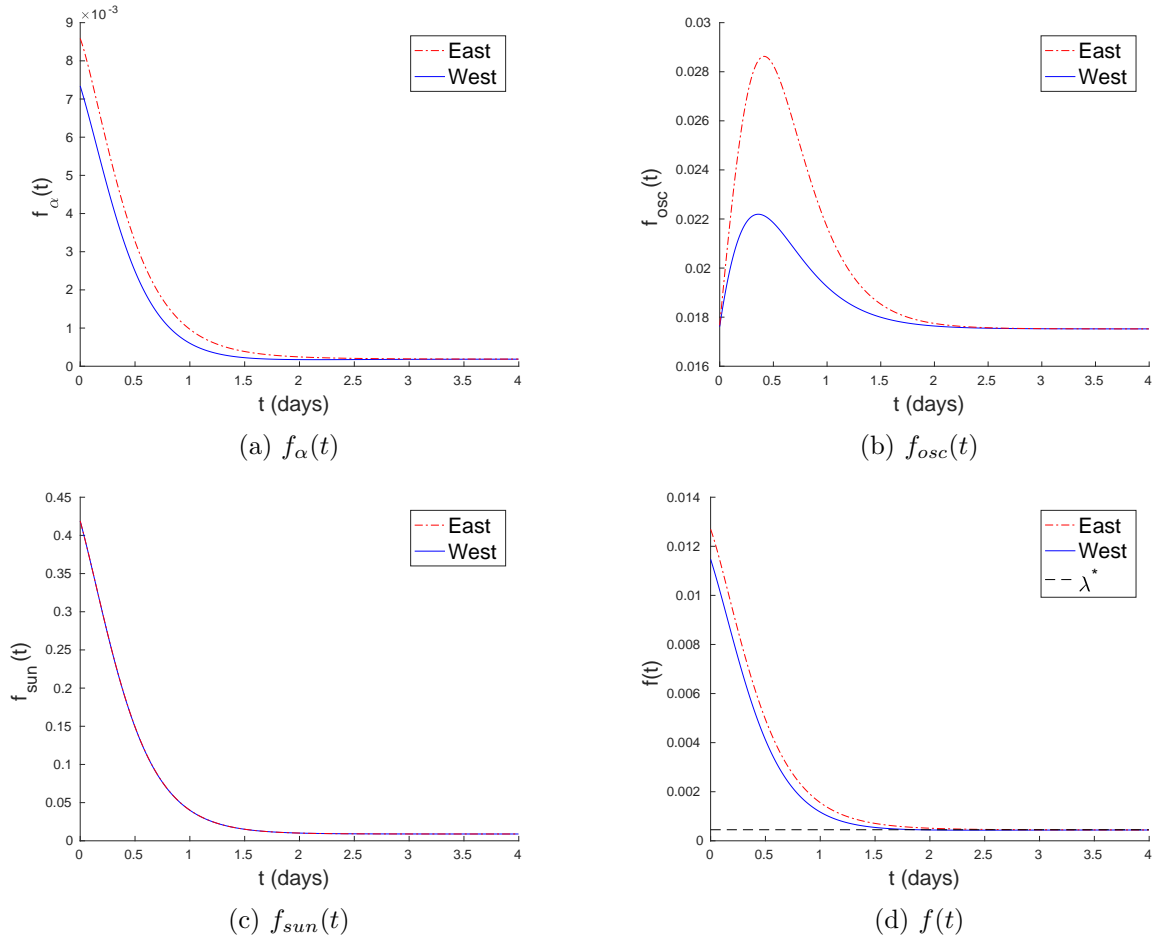 ×10⁻³
9
8
7
6
5
4
3
2
1
0
0 0.5 1 1.5 2 2.5 3 3.5 4
f_α(t)
t (days)
East
West
(a) f_α(t)
0.03
0.028
0.026
0.024
0.022
0.02
0.018
0.016
0 0.5 1 1.5 2 2.5 3 3.5 4
f_osc(t)
t (days)
East
West
(b) f_osc(t)
0.45
0.4
0.35
0.3
0.25
0.2
0.15
0.1
0.05
0
0 0.5 1 1.5 2 2.5 3 3.5 4
f_sun(t)
t (days)
East
West
(c) f_sun(t)
0.014
0.012
0.01
0.008
0.006
0.004
0.002
0
0 0.5 1 1.5 2 2.5 3 3.5 4
f(t)
t (days)
East
West
λ*
(d) f(t)